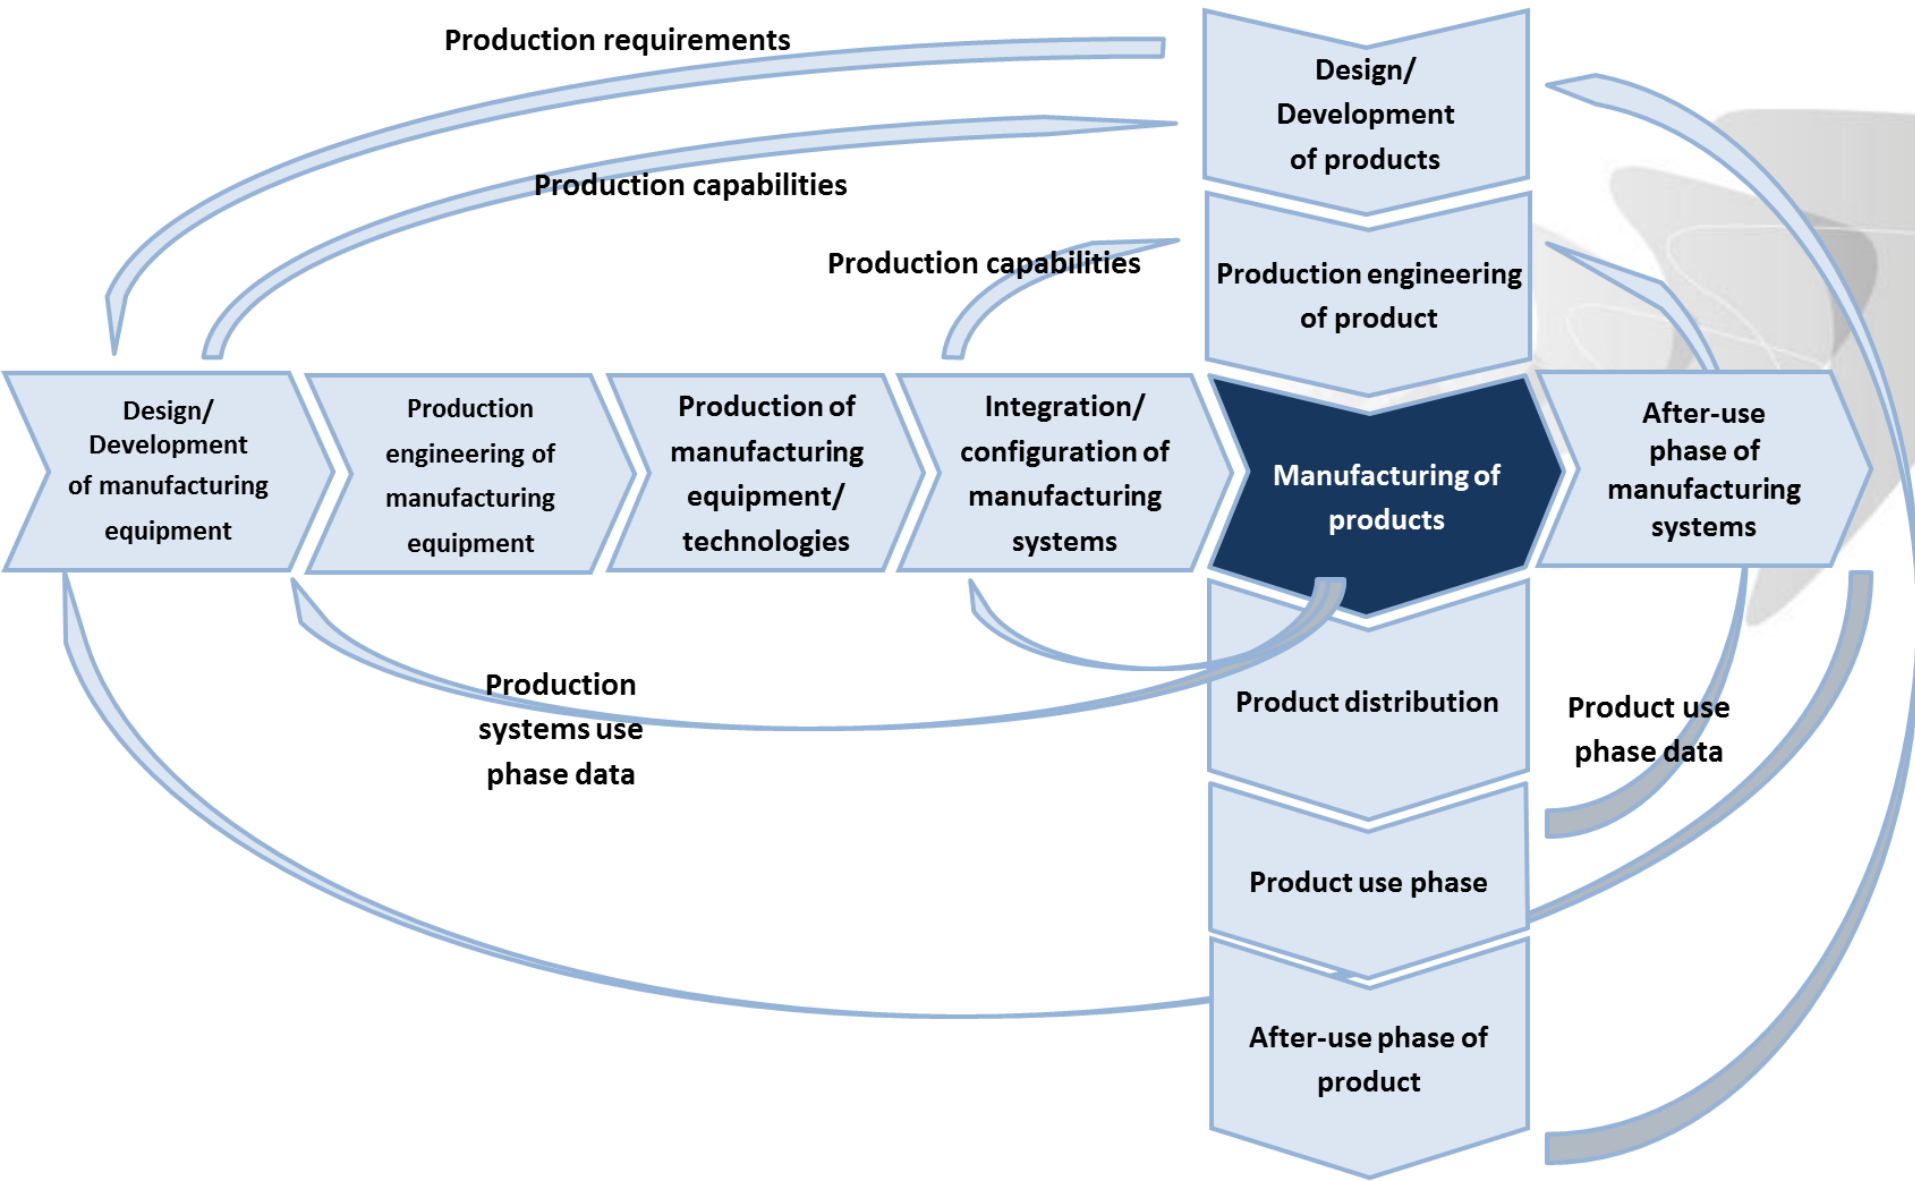 Production requirements
Design/
Development
of products
Production capabilities
Production capabilities
Production engineering
of product
Design/
Development
of manufacturing
equipment
Production
engineering of
manufacturing
equipment
Production of
manufacturing
equipment/
technologies
Integration/
configuration of
manufacturing
systems
Manufacturing of
products
After-use
phase of
manufacturing
systems
Production
systems use
phase data
Product distribution
Product use
phase data
Product use phase
After-use phase of
product